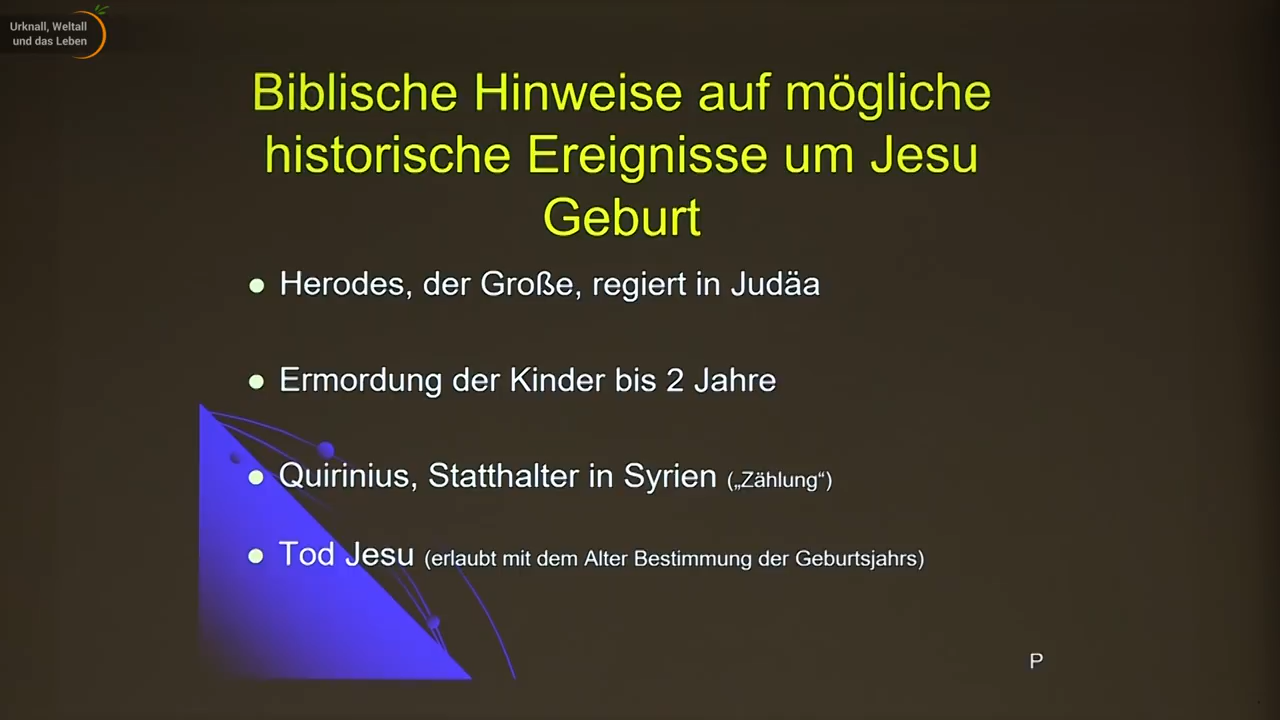 Urknall, Weltall
und das Leben
Biblische Hinweise auf mögliche
historische Ereignisse um Jesu
Geburt
• Herodes, der Große, regiert in Judäa
• Ermordung der Kinder bis 2 Jahre
• Quirinius, Statthalter in Syrien („Zählung“)
• Tod Jesu (erlaubt mit dem Alter Bestimmung der Geburtsjahrs)
P